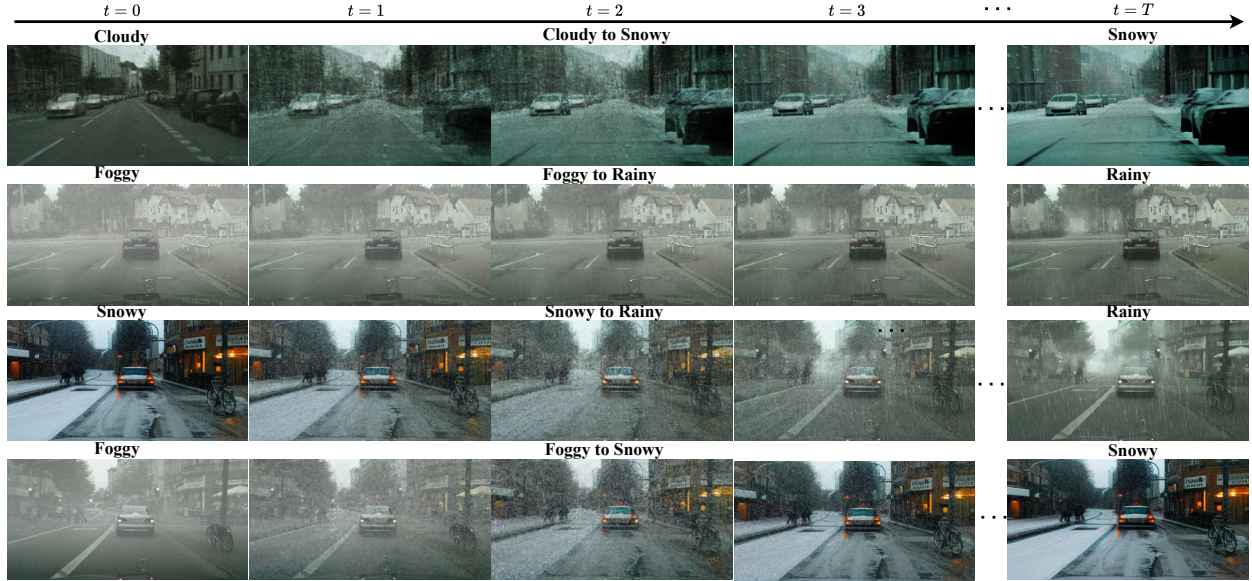 t = 0 t = 1 t = 2 t = 3 ... t = T
Cloudy Cloudy to Snowy Snowy
...
Foggy Foggy to Rainy Rainy
Snowy Snowy to Rainy Rainy
...
...
Foggy Foggy to Snowy Snowy
...